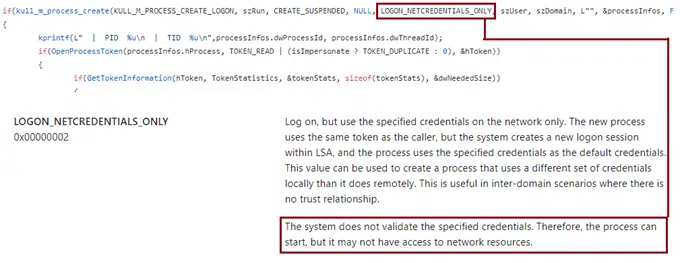 if(kull_m_process_create(KULL_M_PROCESS_CREATE_LOGON, szRun, CREATE_SUSPENDED, NULL, LOGON_NETCREDENTIALS_ONLY, szUser, szDomain, L"", &processInfos, F
{
kprintf(L"  |  PID  %u\n  |  TID  %u\n",processInfos.dwProcessId, processInfos.dwThreadId);
if(OpenProcessToken(processInfos.hProcess, TOKEN_READ | (isImpersonate ? TOKEN_DUPLICATE : 0), &hToken))
{
if(GetTokenInformation(hToken, TokenStatistics, &tokenStats, sizeof(tokenStats), &dwNeededSize))
LOGON_NETCREDENTIALS_ONLY
0x00000002
Log on, but use the specified credentials on the network only. The new process
uses the same token as the caller, but the system creates a new logon session
within LSA, and the process uses the specified credentials as the default credentials.
This value can be used to create a process that uses a different set of credentials
locally than it does remotely. This is useful in inter-domain scenarios where there is
no trust relationship.
The system does not validate the specified credentials. Therefore, the process can
start, but it may not have access to network resources.